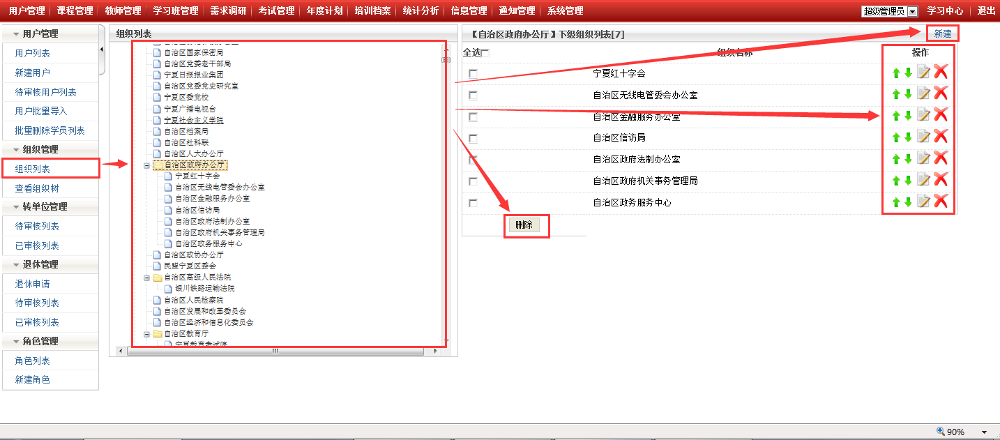 用户管理 课程管理 教师管理 学习班管理 需求调研 考试管理 年度计划 培训档案 统计分析 信息管理 通知管理 系统管理 超级管理员 学习中心 退出
用户管理
用户列表
新建用户
待审核用户列表
用户批量导入
批量删除学员列表
组织管理
组织列表
查看组织树
转单位管理
待审核列表
已审核列表
退休管理
退休申请
待审核列表
已审核列表
角色管理
角色列表
新建角色
组织列表
自治区国家保密局
自治区党委老干部局
宁夏日报报业集团
自治区党委党史研究室
宁夏区委党校
宁夏广播电视台
宁夏社会主义学院
自治区档案局
自治区社科联
自治区人大办公厅
自治区政府办公厅
宁夏红十字会
自治区无线电管委会办公室
自治区金融服务办公室
自治区信访局
自治区政府法制办公室
自治区政府机关事务管理局
自治区政务服务中心
自治区政协办公厅
民盟宁夏区委会
自治区高级人民法院
银川铁路运输法院
自治区人民检察院
自治区发展和改革委员会
自治区经济和信息化委员会
自治区教育厅
宁夏教育考试院
【自治区政府办公厅】下级组织列表[7] 新建
全选 组织名称 操作
宁夏红十字会
自治区无线电管委会办公室
自治区金融服务办公室
自治区信访局
自治区政府法制办公室
自治区政府机关事务管理局
自治区政务服务中心
删除
90%